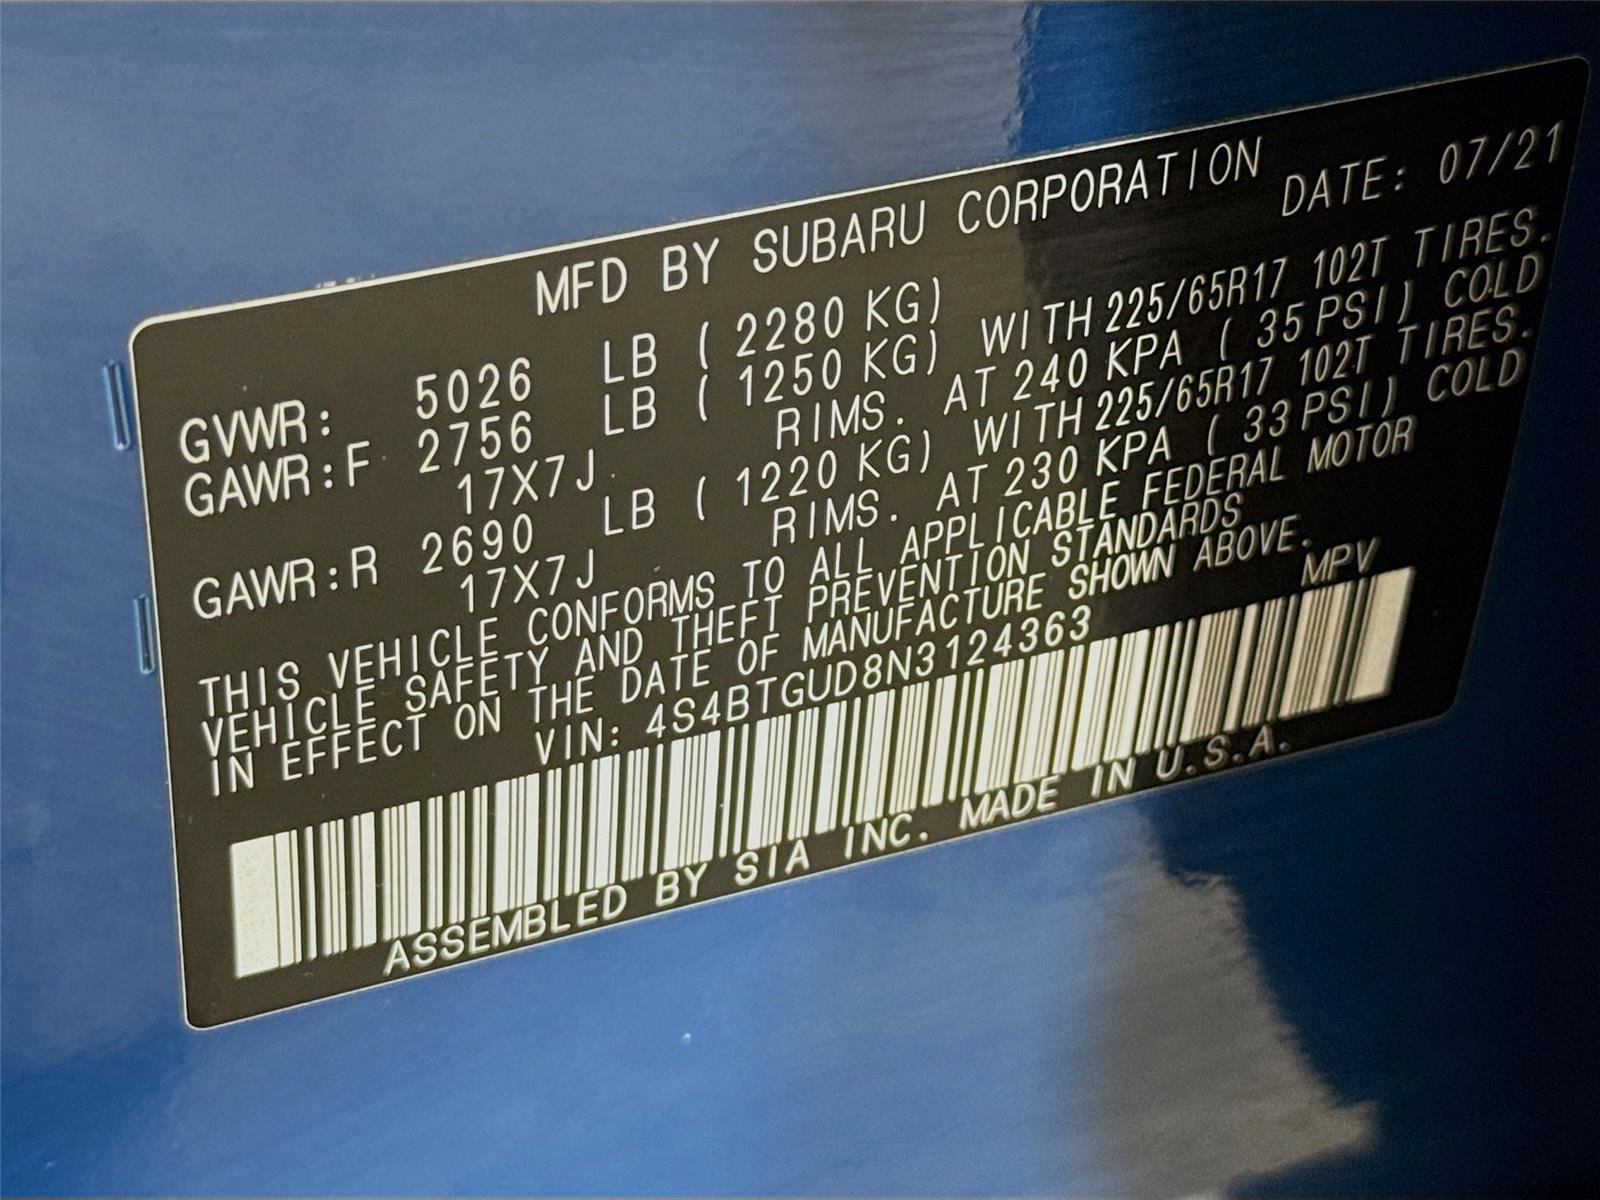 MFD BY SUBARU CORPORATION
DATE: 07/21
GVWR: 5026 LB ( 2280 KG)
GAWR:F 2756 LB ( 1250 KG) WITH 225/65R17 102T TIRES.
17X7J RIMS. AT 240 KPA ( 35 PSI) COLD
GAWR:R 2690 LB ( 1220 KG) WITH 225/65R17 102T TIRES.
17X7J RIMS. AT 230 KPA ( 33 PSI) COLD
THIS VEHICLE CONFORMS TO ALL APPLICABLE FEDERAL MOTOR
VEHICLE SAFETY AND THEFT PREVENTION STANDARDS
IN EFFECT ON THE DATE OF MANUFACTURE SHOWN ABOVE.
VIN: 4S4BTGUD8N3124363 MPV
ASSEMBLED BY SIA INC. MADE IN U.S.A.